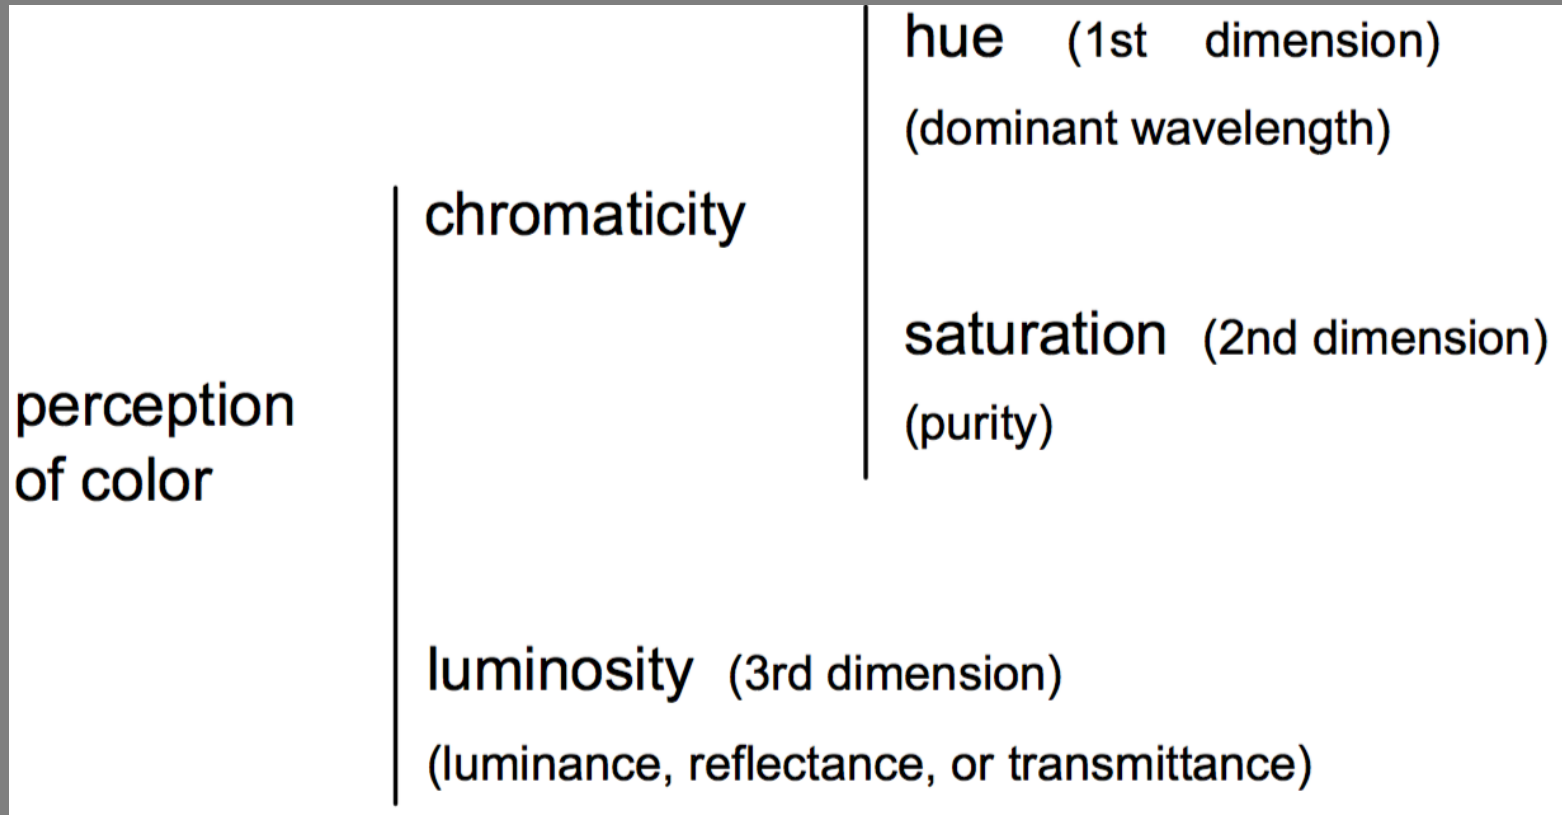 hue (1st dimension)
(dominant wavelength)
chromaticity
saturation (2nd dimension)
(purity)
perception
of color
luminosity (3rd dimension)
(luminance, reflectance, or transmittance)